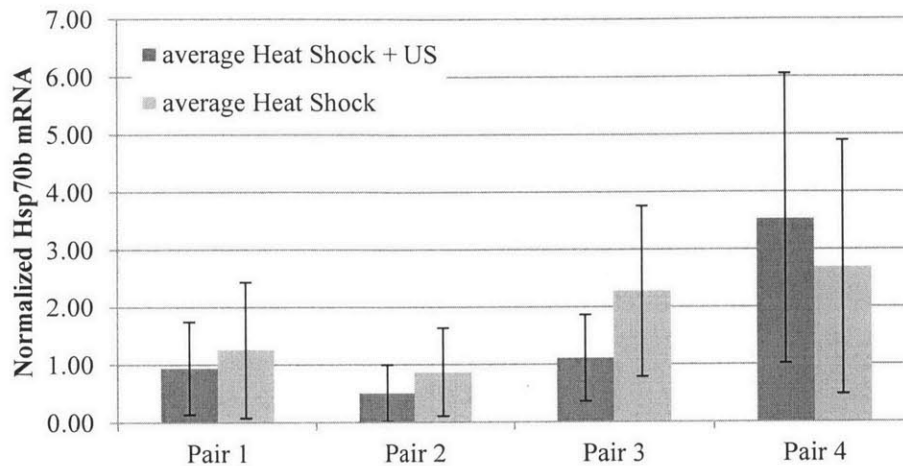 7.00
6.00
5.00
4.00
3.00
2.00
1.00
0.00
Normalized Hsp70b mRNA
average Heat Shock + US
average Heat Shock
Pair 1 Pair 2 Pair 3 Pair 4